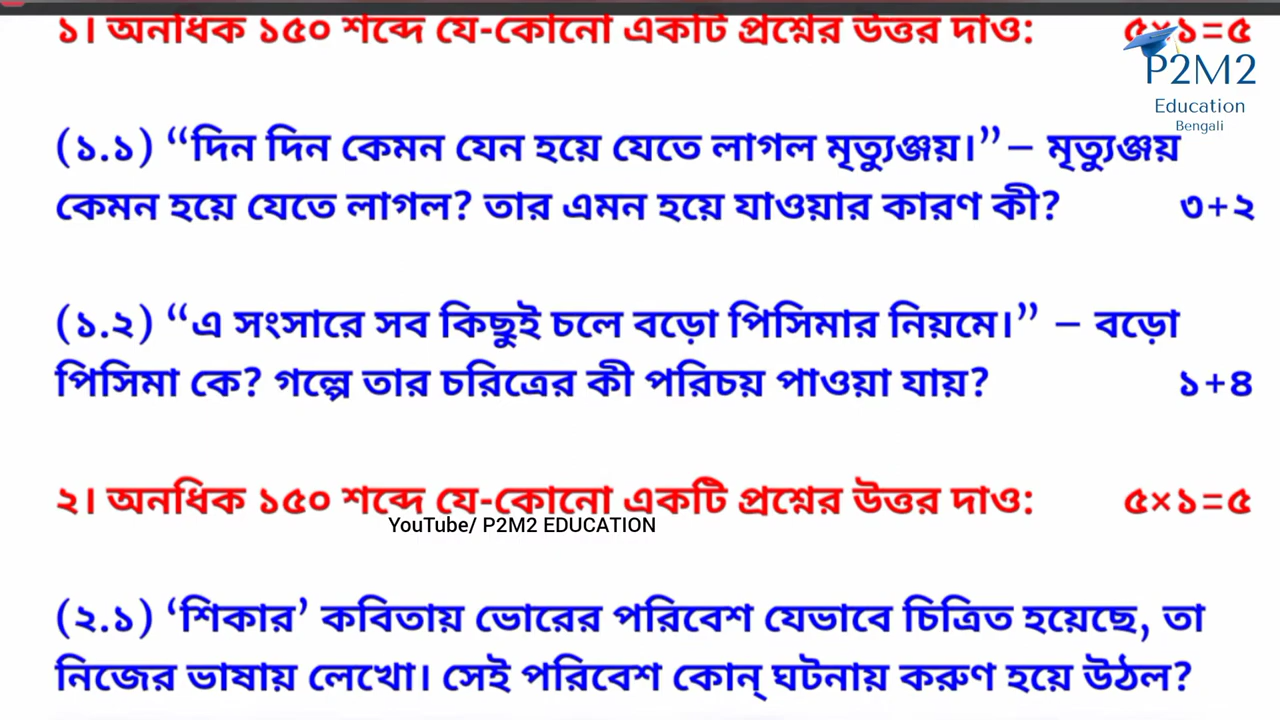 ১। অনধিক ১৫০ শব্দে যে-কোনো একটি প্রশ্নের উত্তর দাও: ৫×১=৫
P2M2
Education
Bengali
(১.১) “দিন দিন কেমন যেন হয়ে যেতে লাগল মৃত্যুঞ্জয়।” – মৃত্যুঞ্জয়
কেমন হয়ে যেতে লাগল? তার এমন হয়ে যাওয়ার কারণ কী? ৩+২
(১.২) “এ সংসারে সব কিছুই চলে বড়ো পিসিমার নিয়মে।” – বড়ো
পিসিমা কে? গল্পে তার চরিত্রের কী পরিচয় পাওয়া যায়? ১+৪
২। অনধিক ১৫০ শব্দে যে-কোনো একটি প্রশ্নের উত্তর দাও: ৫×১=৫
YouTube/ P2M2 EDUCATION
(২.১) ‘শিকার’ কবিতায় ভোরের পরিবেশ যেভাবে চিত্রিত হয়েছে, তা
নিজের ভাষায় লেখো। সেই পরিবেশ কোন্ ঘটনায় করুণ হয়ে উঠল?